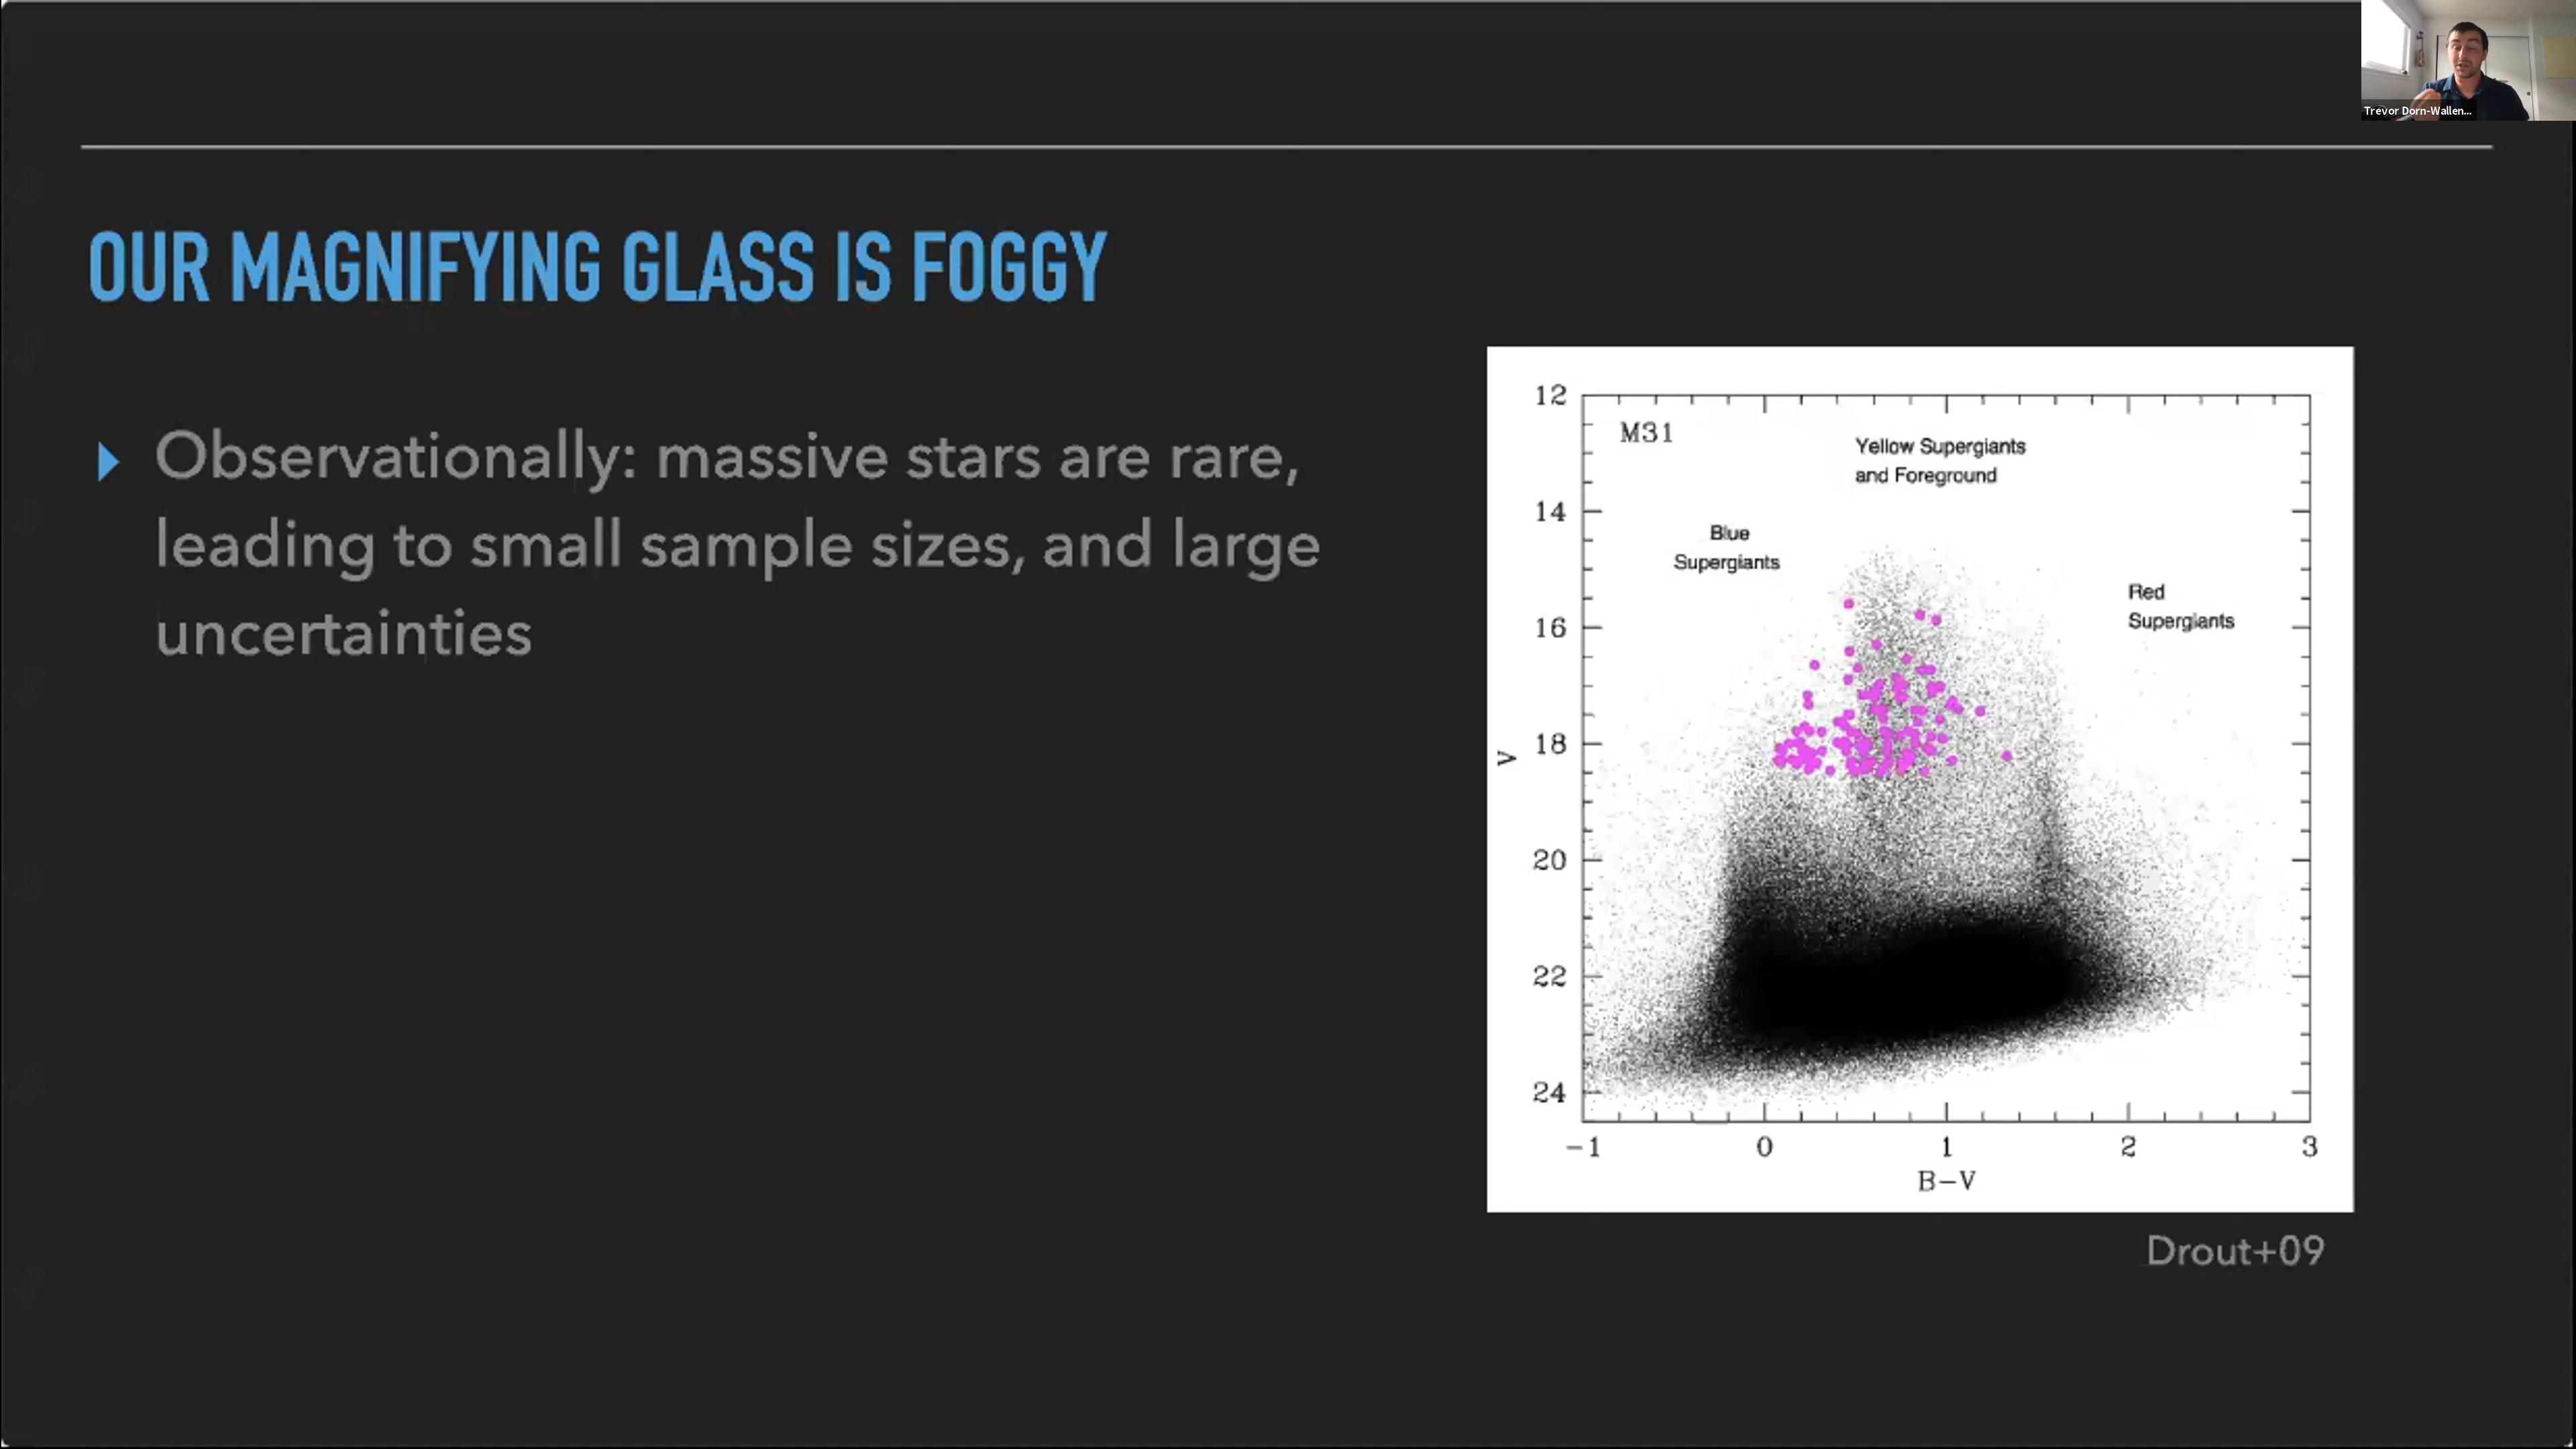 Trevor Dorn-Wallen...
OUR MAGNIFYING GLASS IS FOGGY
Observationally: massive stars are rare,
leading to small sample sizes, and large
uncertainties
M31
Yellow Supergiants
and Foreground
Blue
Supergiants
Red
Supergiants
12
14
16
18
20
22
24
V
-1 0 1 2 3
B-V
Drout+09